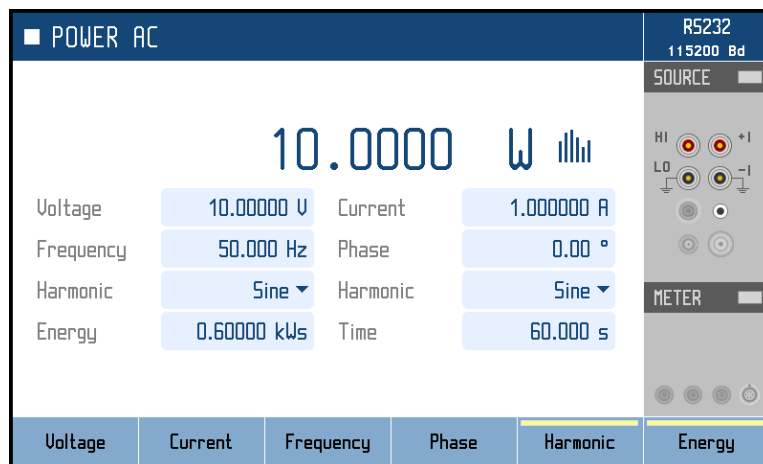 POWER AC
RS232
115200 Bd
SOURCE
10.0000 W
HI +I
LO -I
Voltage 10.00000 V Current 1.000000 A
Frequency 50.000 Hz Phase 0.00 °
Harmonic Sine Harmonic Sine
METER
Energy 0.60000 kWs Time 60.000 s
Voltage Current Frequency Phase Harmonic Energy